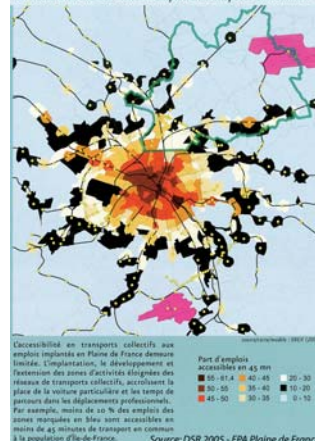 L'accessibilité en transports collectifs aux
emplois implantés en Plaine de France demeure
limitée. L'implantation, le développement et
l'extension des zones d'activités éloignées des
réseaux de transports collectifs, accroissent la
place de la voiture particulière et les temps de
parcours dans les déplacements professionnels.
Par exemple, moins de 10 % des emplois des
zones marquées en bleu sont accessibles en
moins de 45 minutes de transport en commun
à la population d'Île-de-France.
Part d'emplois
accessibles en 45 mn
55 - 61,4
40 - 45
20 - 30
50 - 55
35 - 40
10 - 20
45 - 50
30 - 35
0 - 10
Source: DSR 2005 - EPA Plaine de France